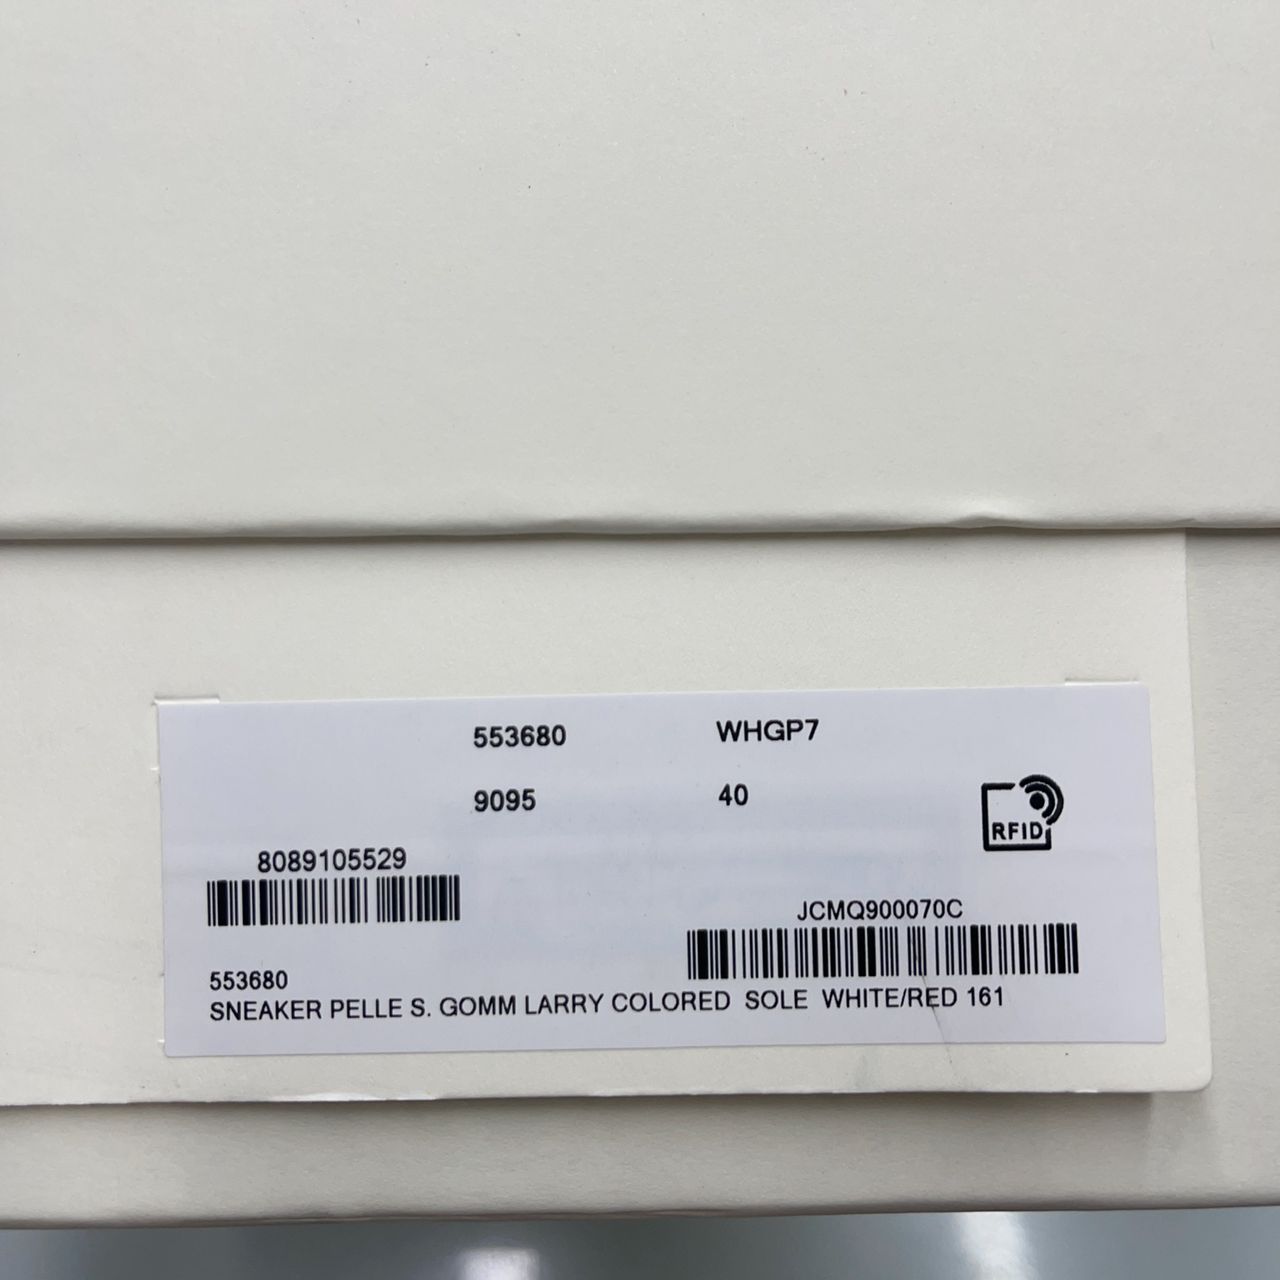 553680 WHGP7
9095 40
RFID
8089105529
JCMQ900070C
553680
SNEAKER PELLE S. GOMM LARRY COLORED  SOLE  WHITE/RED 161